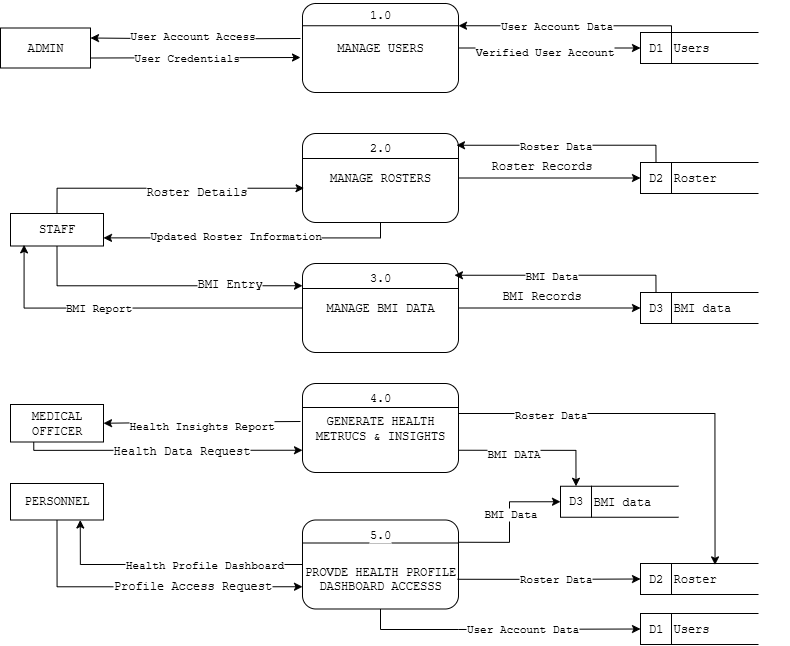 1.0
User Account Access
User Account Data
ADMIN
MANAGE USERS
D1
Users
User Credentials
Verified User Account
2.0
Roster Data
Roster Records
MANAGE ROSTERS
D2
Roster
Roster Details
STAFF
Updated Roster Information
3.0
BMI Data
BMI Entry
BMI Records
BMI Report
MANAGE BMI DATA
D3
BMI data
4.0
MEDICAL
OFFICER
Health Insights Report
GENERATE HEALTH
METRUCS & INSIGHTS
Roster Data
Health Data Request
BMI DATA
PERSONNEL
D3
BMI data
BMI Data
5.0
Health Profile Dashboard
PROVDE HEALTH PROFILE
DASHBOARD ACCESSS
Roster Data
D2
Roster
Profile Access Request
User Account Data
D1
Users